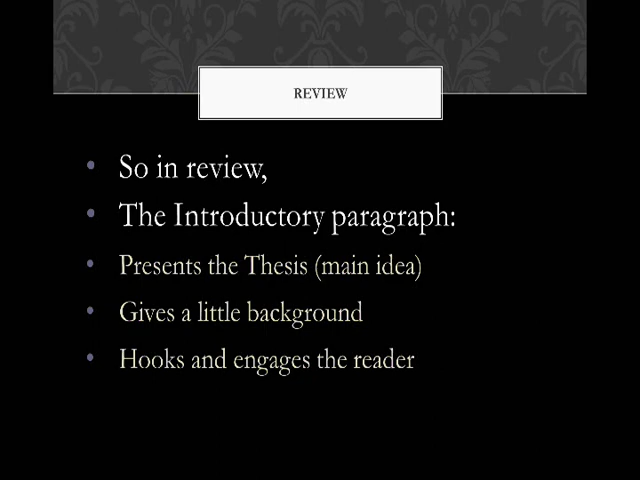 REVIEW
• So in review,
• The Introductory paragraph:
• Presents the Thesis (main idea)
• Gives a little background
• Hooks and engages the reader